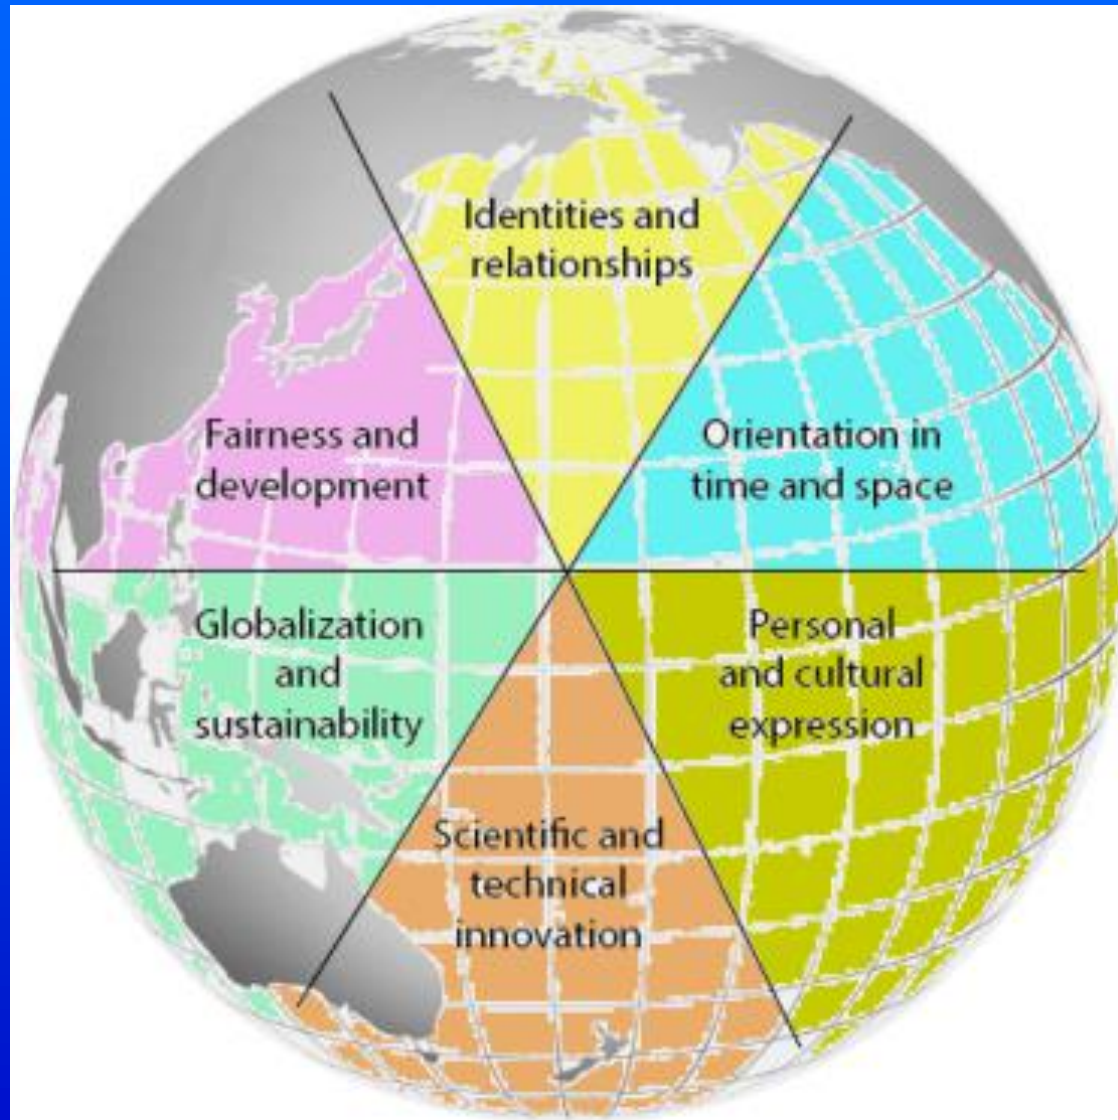 Identities and
relationships
Orientation in
time and space
Personal
and cultural
expression
Scientific and
technical
innovation
Globalization
and
sustainability
Fairness and
development